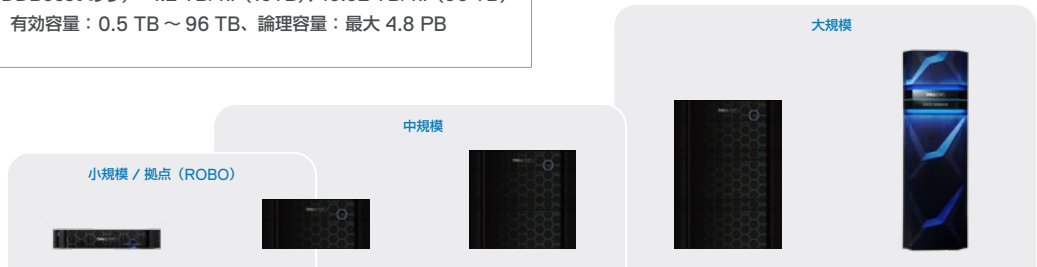 有効容量：0.5 TB ～ 96 TB、論理容量：最大 4.8 PB
大規模
中規模
小規模 / 拠点（ROBO）